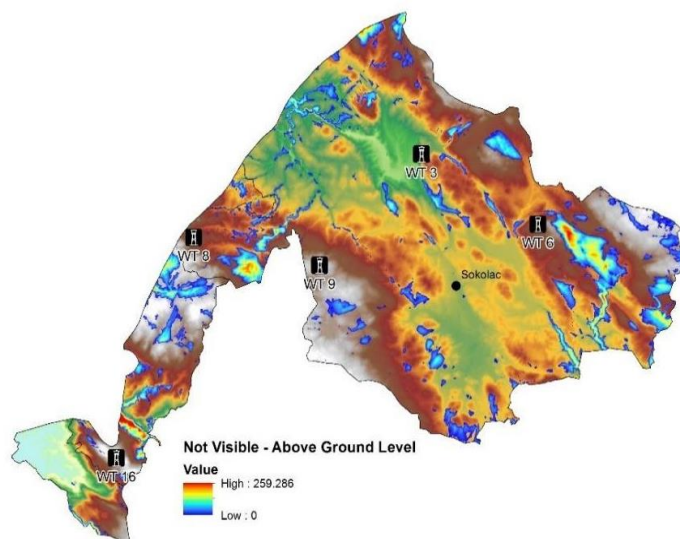 WT 3
WT 6
WT 8
WT 9
Sokolac
WT 16
Not Visible - Above Ground Level
Value
High : 259.286
Low : 0